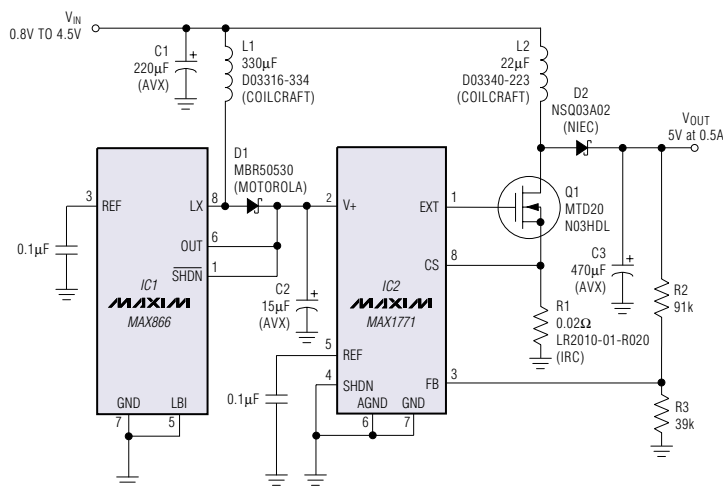 VIN
0.8V TO 4.5V
C1
220µF
(AVX)
+
L1
330µF
D03316-334
(COILCRAFT)
L2
22µF
D03340-223
(COILCRAFT)
D2
NSQ03A02
(NIEC)
VOUT
5V at 0.5A
D1
MBR50530
(MOTOROLA)
3
REF
LX
8
OUT
6
SHDN
1
0.1µF
IC1
MAXIM
MAX866
GND
7
LBI
5
C2
15µF
(AVX)
+
2
V+
EXT
1
Q1
MTD20
N03HDL
CS
8
IC2
MAXIM
MAX1771
C3
470µF
(AVX)
+
R2
91k
R1
0.02Ω
LR2010-01-R020
(IRC)
5
REF
4
SHDN
0.1µF
AGND
6
GND
7
FB
3
R3
39k